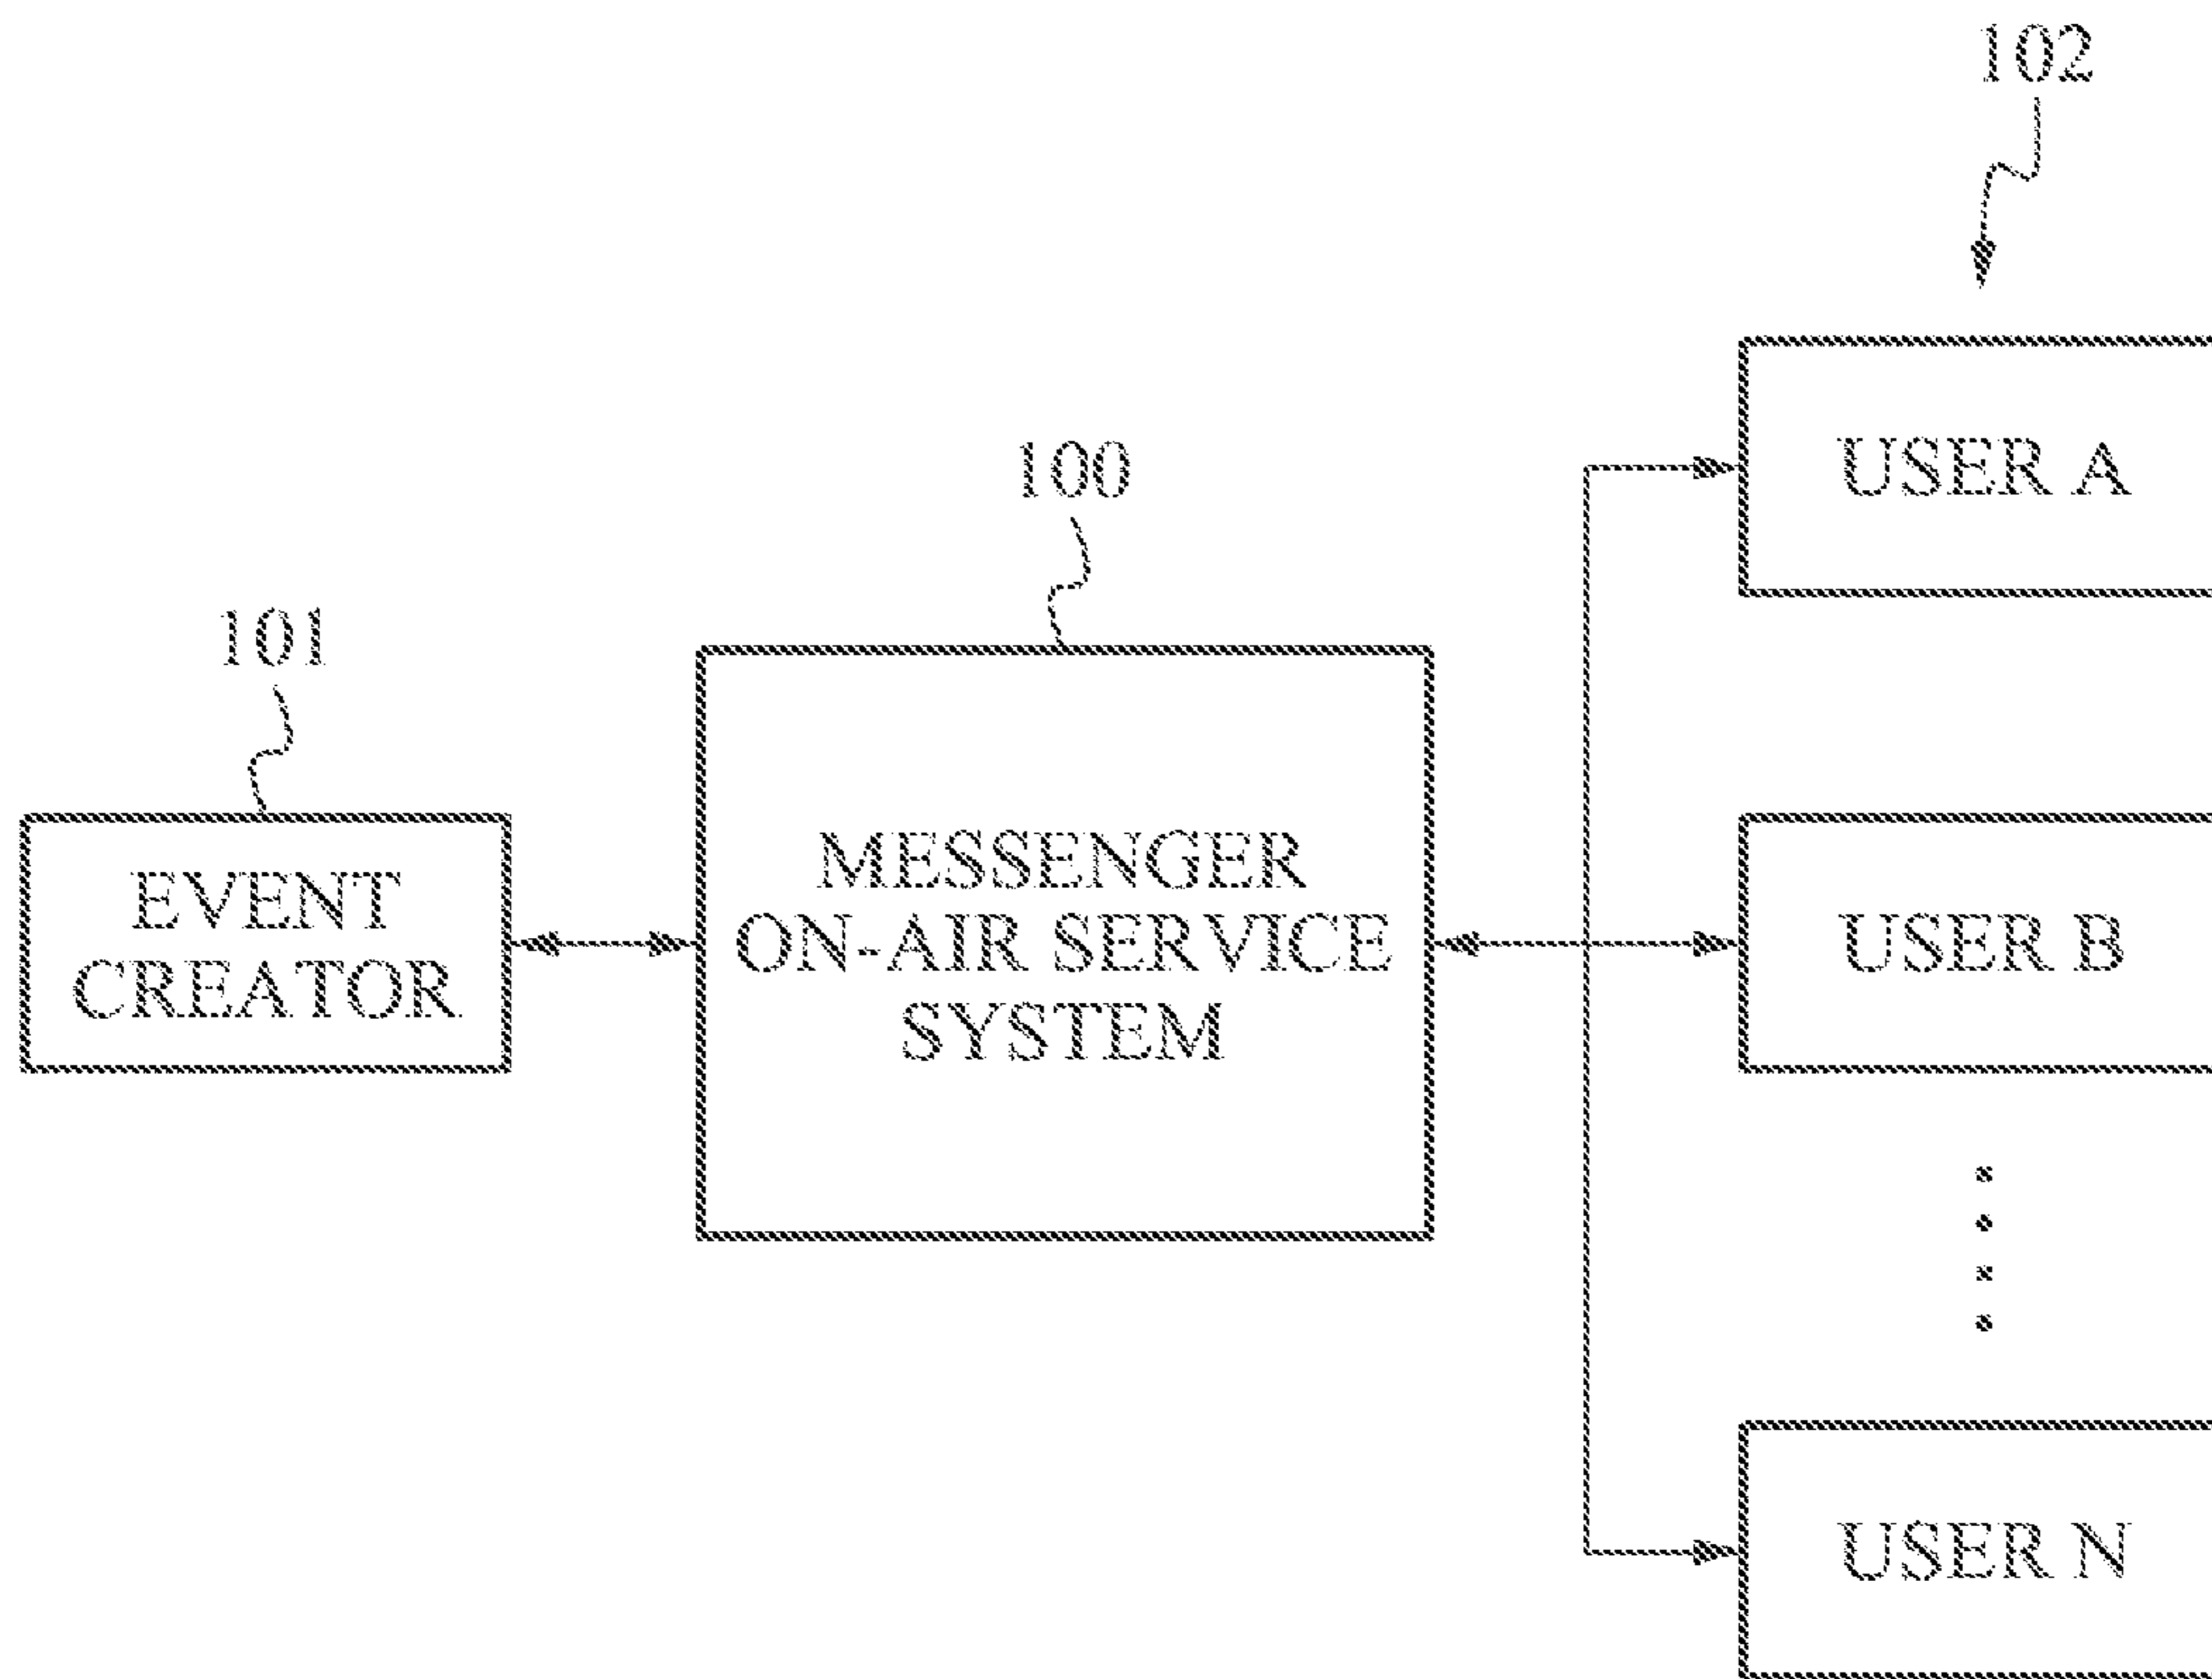 102
100
USER A
101
EVENT
CREATOR
MESSENGER
ON-AIR SERVICE
SYSTEM
USER B
USER N